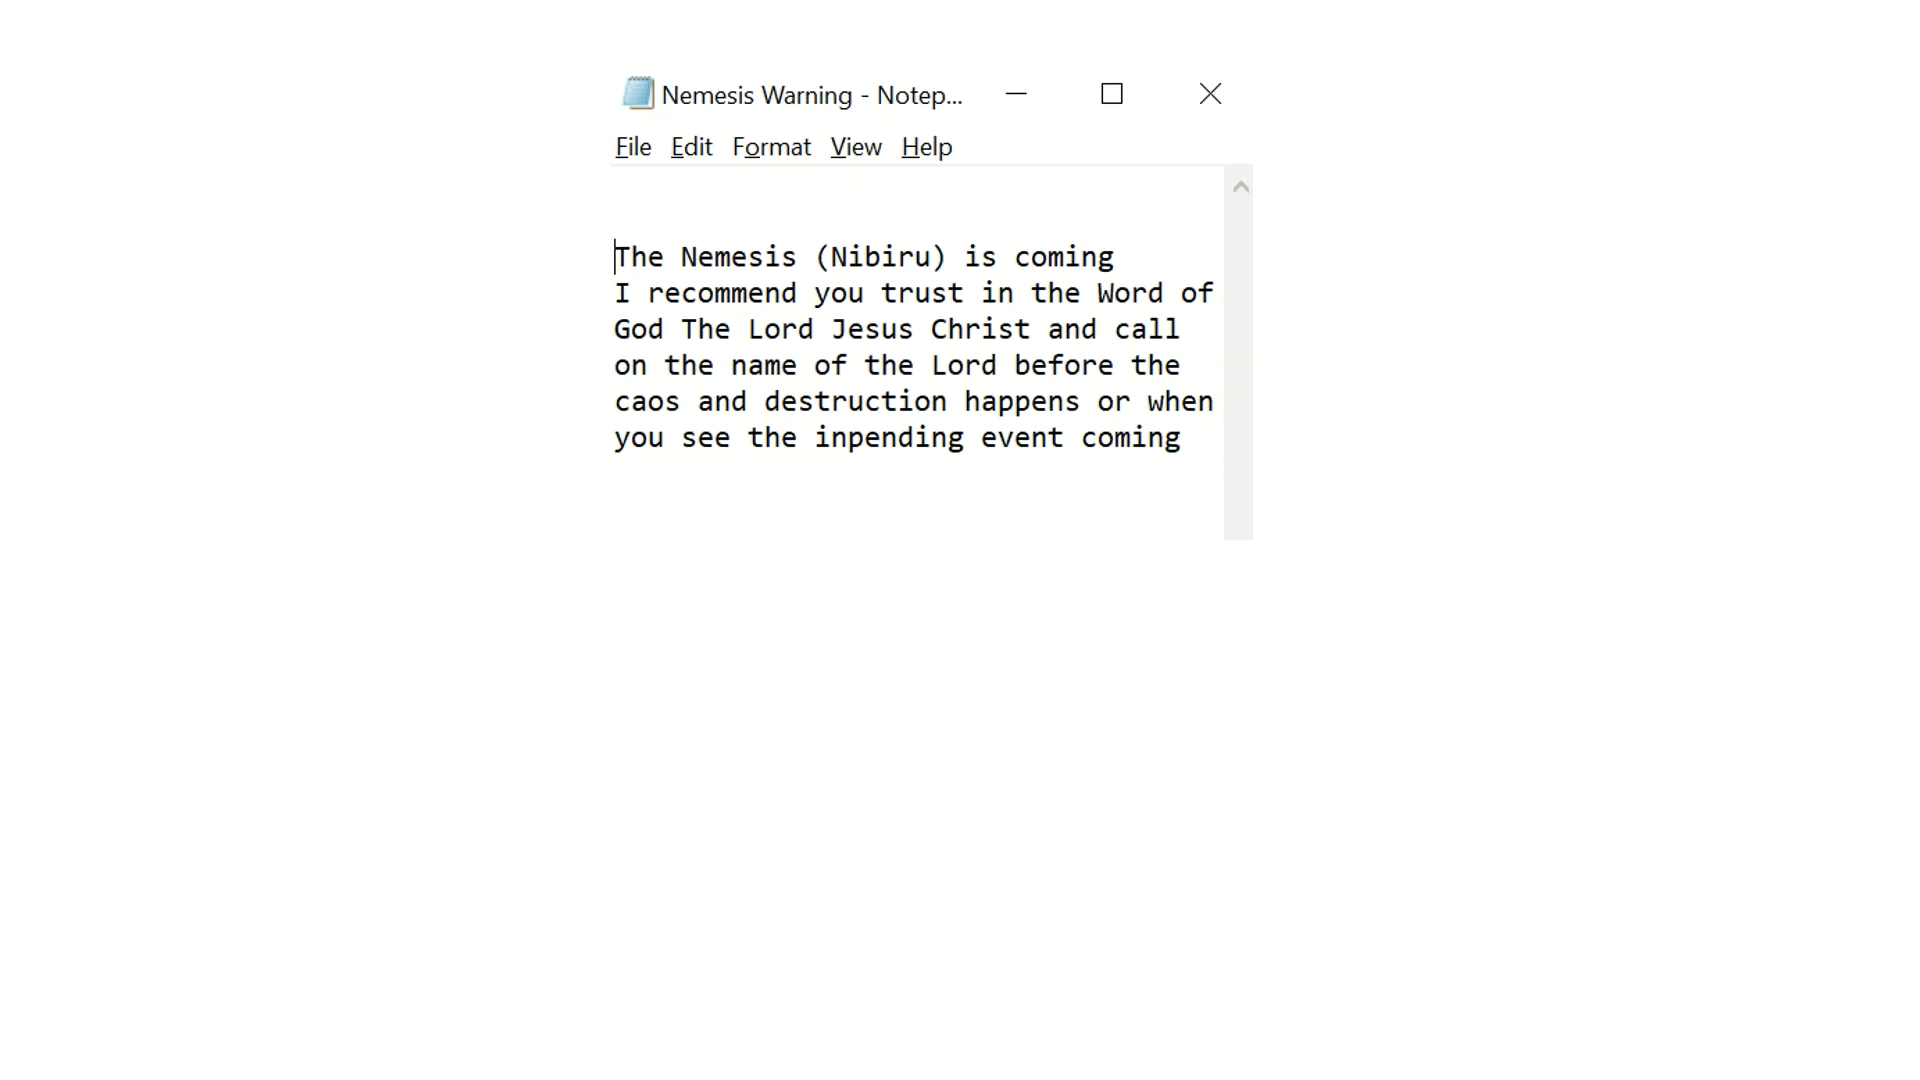 Nemesis Warning - Notep...
File Edit Format View Help
The Nemesis (Nibiru) is coming
I recommend you trust in the Word of
God The Lord Jesus Christ and call
on the name of the Lord before the
caos and destruction happens or when
you see the inpending event coming